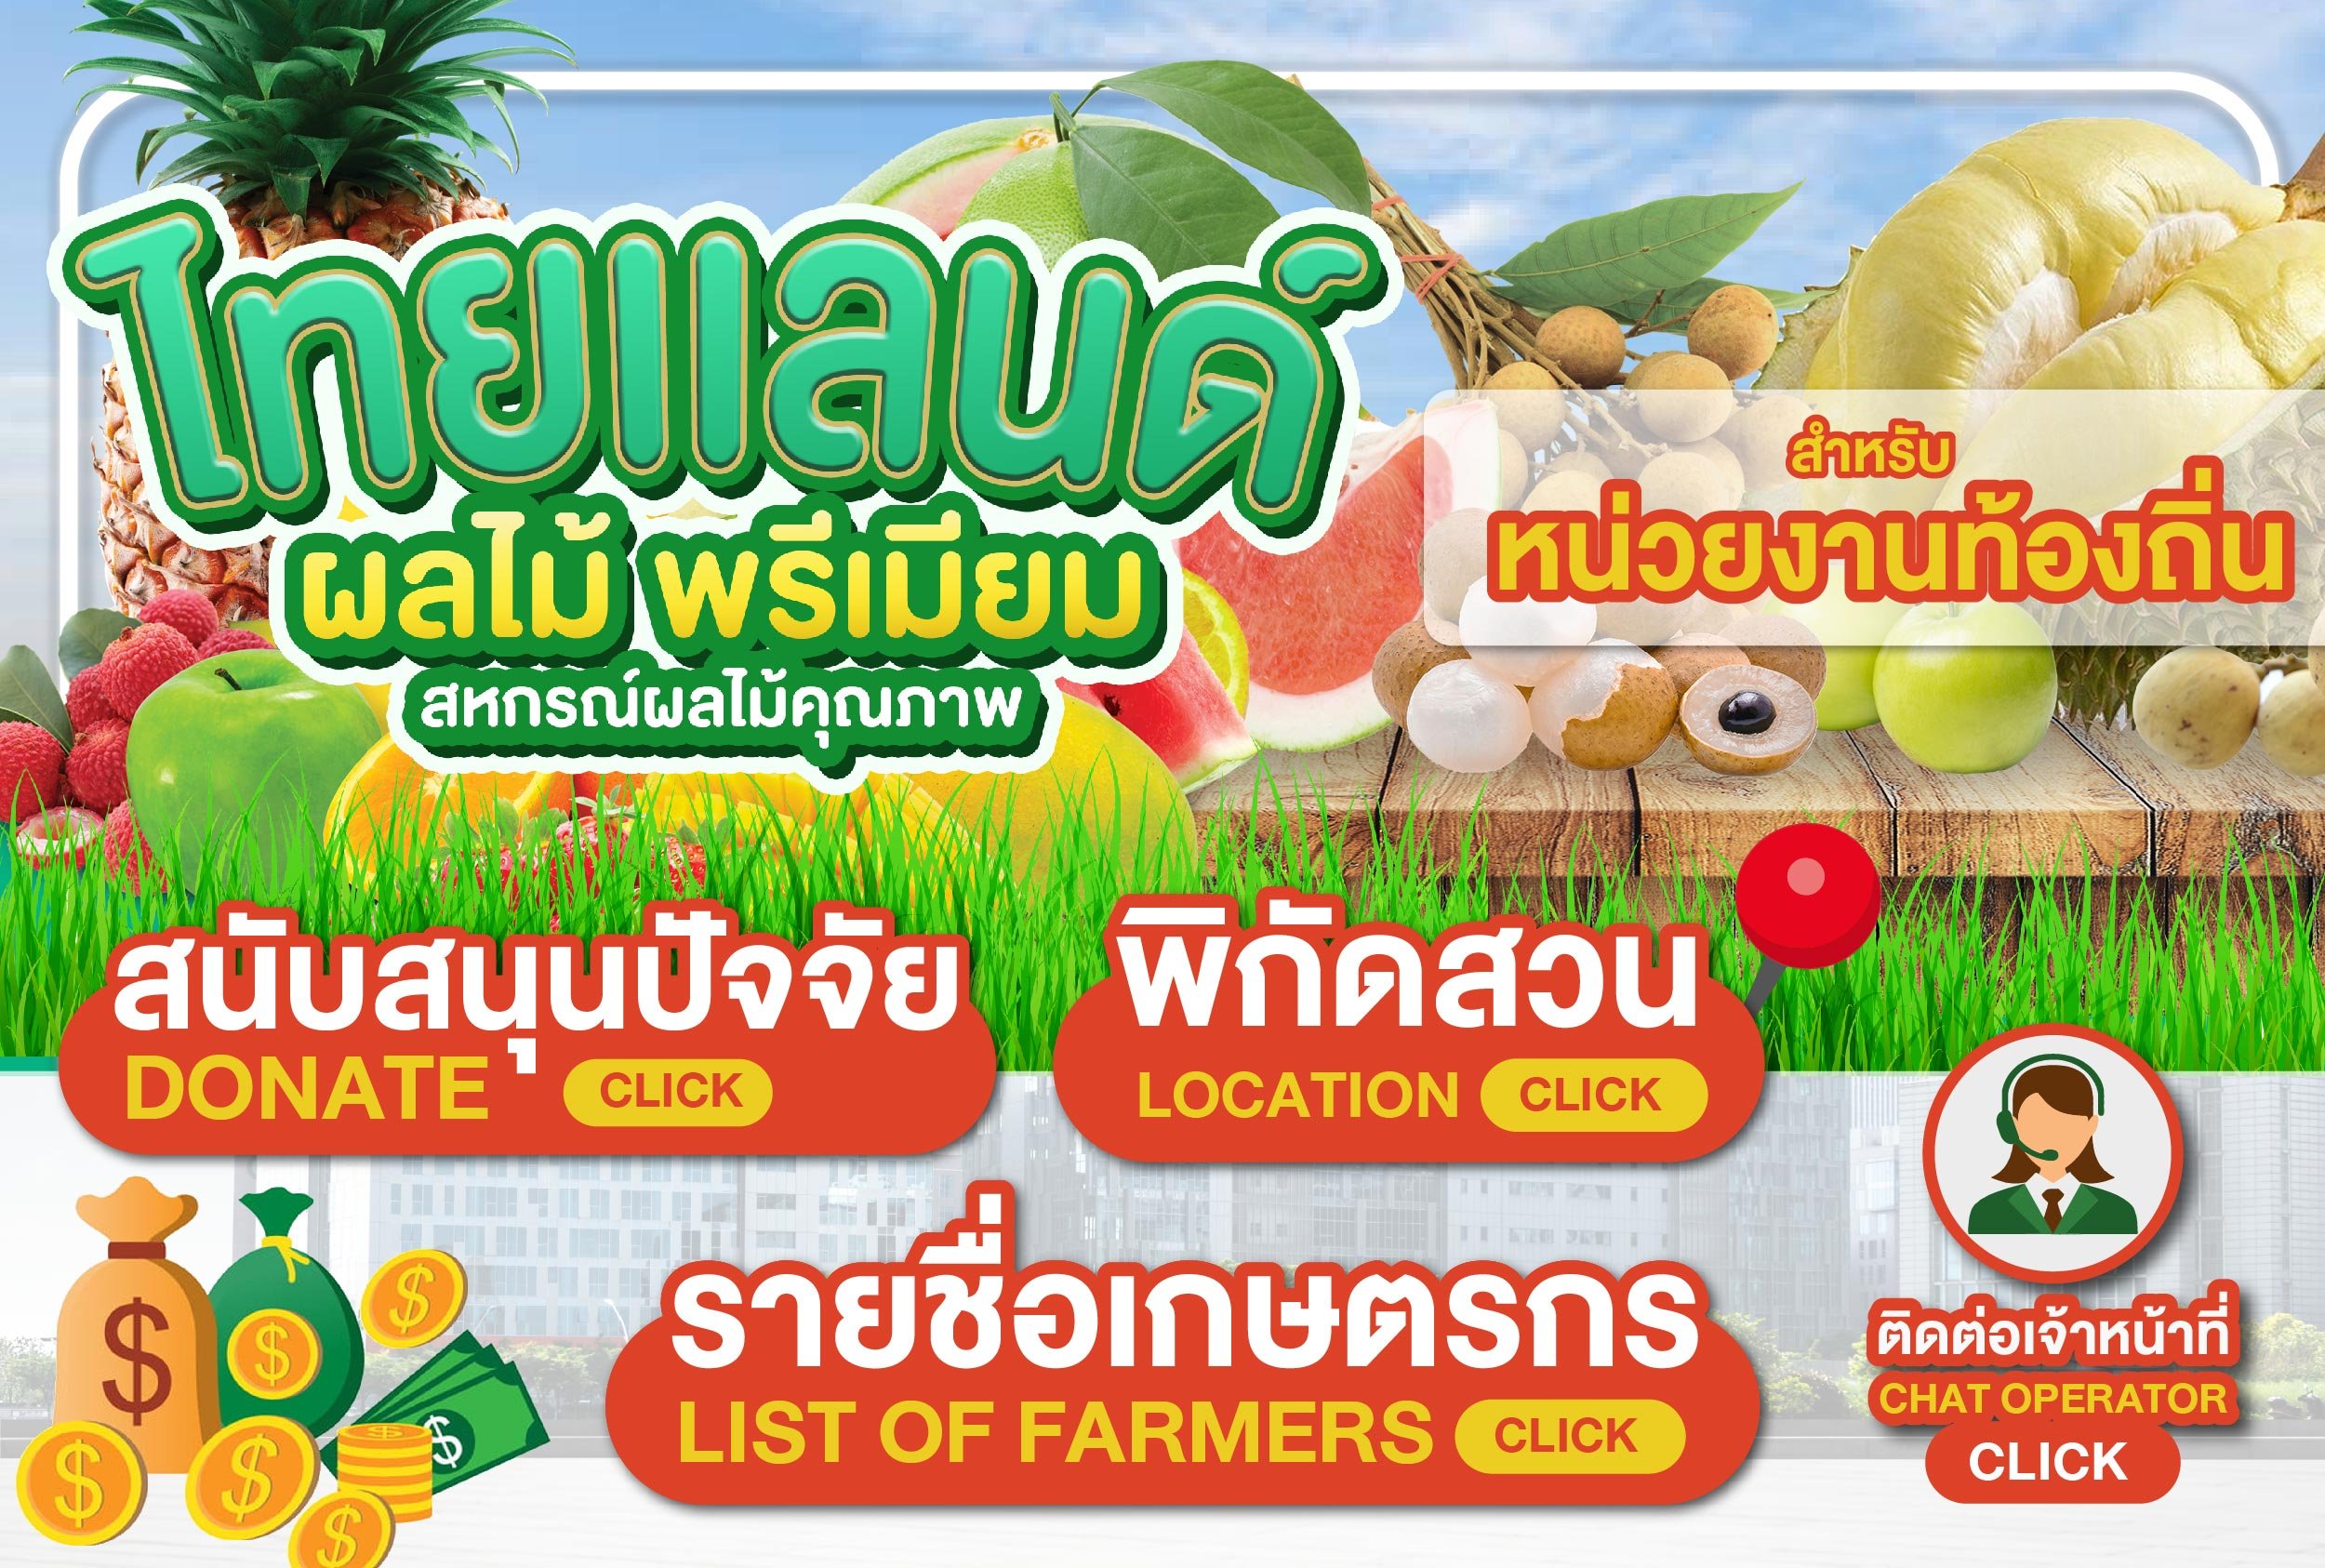 ไทยแลนด์
ผลไม้ พรีเมียม
สหกรณ์ผลไม้คุณภาพ
สำหรับ
หน่วยงานท้องถิ่น
สนับสนุนปัจจัย
DONATE CLICK
พิกัดสวน
LOCATION CLICK
รายชื่อเกษตรกร
LIST OF FARMERS CLICK
ติดต่อเจ้าหน้าที่
CHAT OPERATOR
CLICK